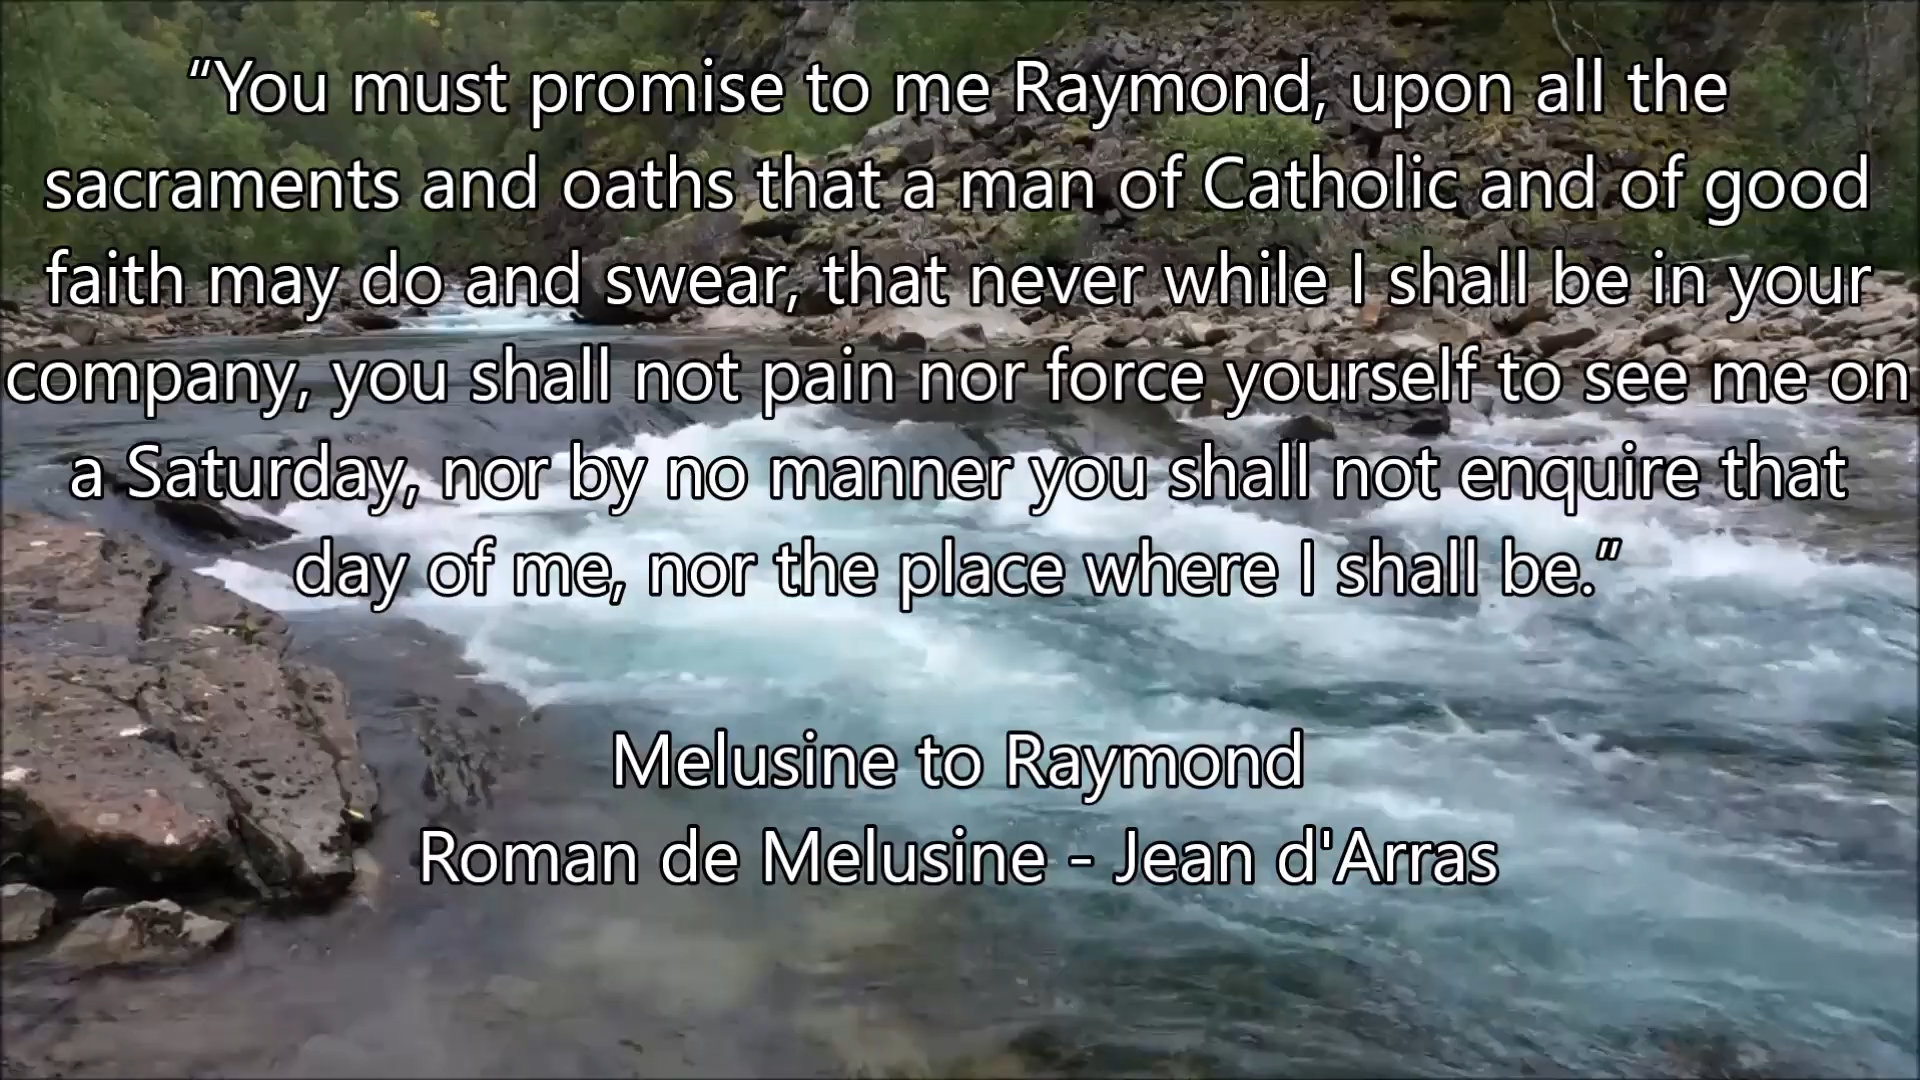 “You must promise to me Raymond, upon all the
sacraments and oaths that a man of Catholic and of good
faith may do and swear, that never while I shall be in your
company, you shall not pain nor force yourself to see me on
a Saturday, nor by no manner you shall not enquire that
day of me, nor the place where I shall be.”
Melusine to Raymond
Roman de Melusine - Jean d'Arras